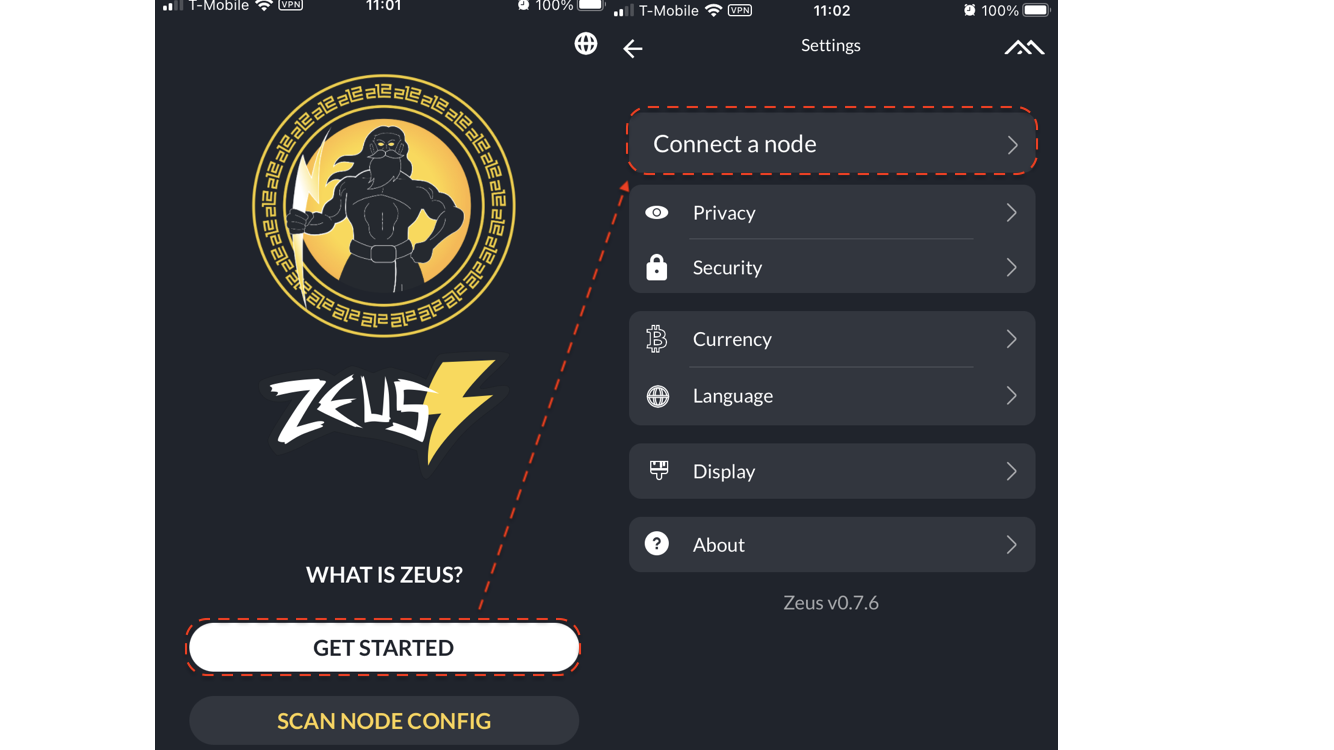 T-Mobile VPN 11:01 100%
ZEUS
WHAT IS ZEUS?
GET STARTED
SCAN NODE CONFIG
T-Mobile VPN 11:02 100%
Settings
Connect a node
Privacy
Security
Currency
Language
Display
About
Zeus v0.7.6